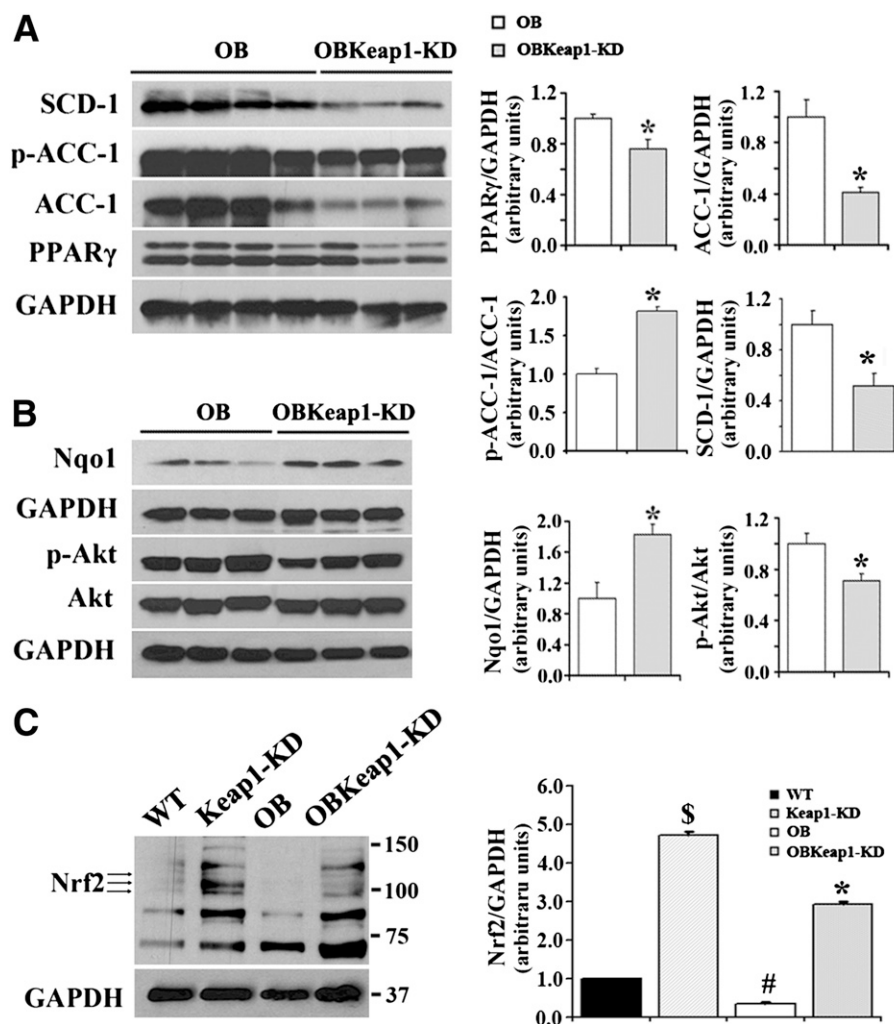 A
OB OBKeap1-KD
SCD-1
p-ACC-1
ACC-1
PPARγ
GAPDH
OB
OBKeap1-KD
PPARγ/GAPDH
(arbitrary units)
1.2
0.8
0.4
0.0
*
ACC-1/GAPDH
(arbitrary units)
1.2
0.8
0.4
0.0
*
p-ACC-1/ACC-1
(arbitrary units)
2.0
1.5
1.0
0.5
0.0
*
SCD-1/GAPDH
(arbitrary units)
1.2
0.8
0.4
0.0
*
B
OB OBKeap1-KD
Nqo1
GAPDH
p-Akt
Akt
GAPDH
Nqo1/GAPDH
(arbitrary units)
2.0
1.6
1.2
0.8
0.4
0.0
*
p-Akt/Akt
(arbitrary units)
1.2
0.8
0.4
0.0
*
C
WT Keap1-KD OB OBKeap1-KD
Nrf2
150
100
75
GAPDH
37
Nrf2/GAPDH
(arbitraru units)
6.0
5.0
4.0
3.0
2.0
1.0
0.0
$
#
*
WT
Keap1-KD
OB
OBKeap1-KD